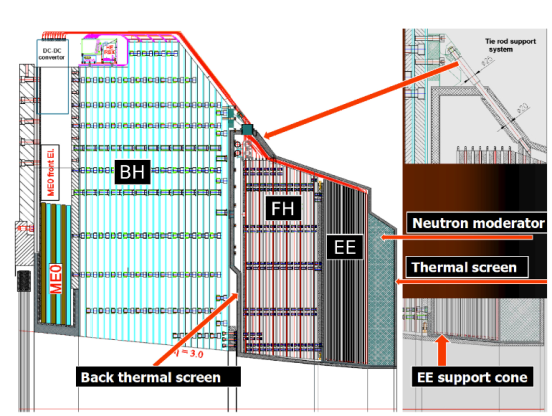 DC-DC
convertor
Tie rod support
system
ME0 front EL
BH
FH
EE
ME0
Neutron moderator
Thermal screen
= 3.0
Back thermal screen
EE support cone